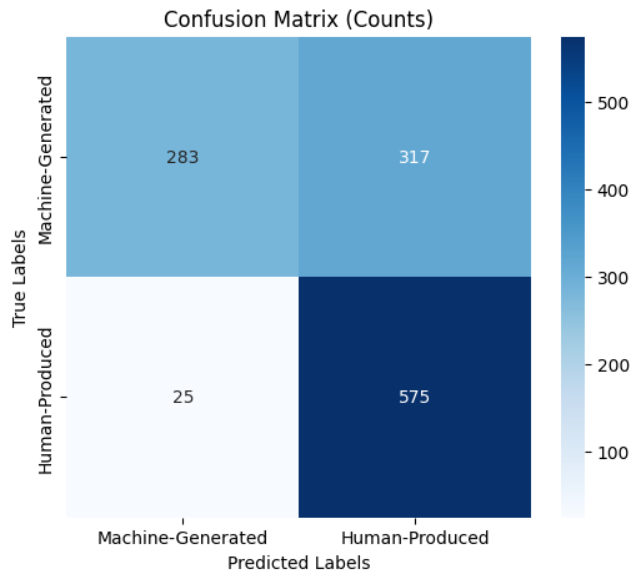 Confusion Matrix (Counts)
True Labels
Machine-Generated
Human-Produced
283
317
25
575
Machine-Generated
Human-Produced
Predicted Labels
500
400
300
200
100